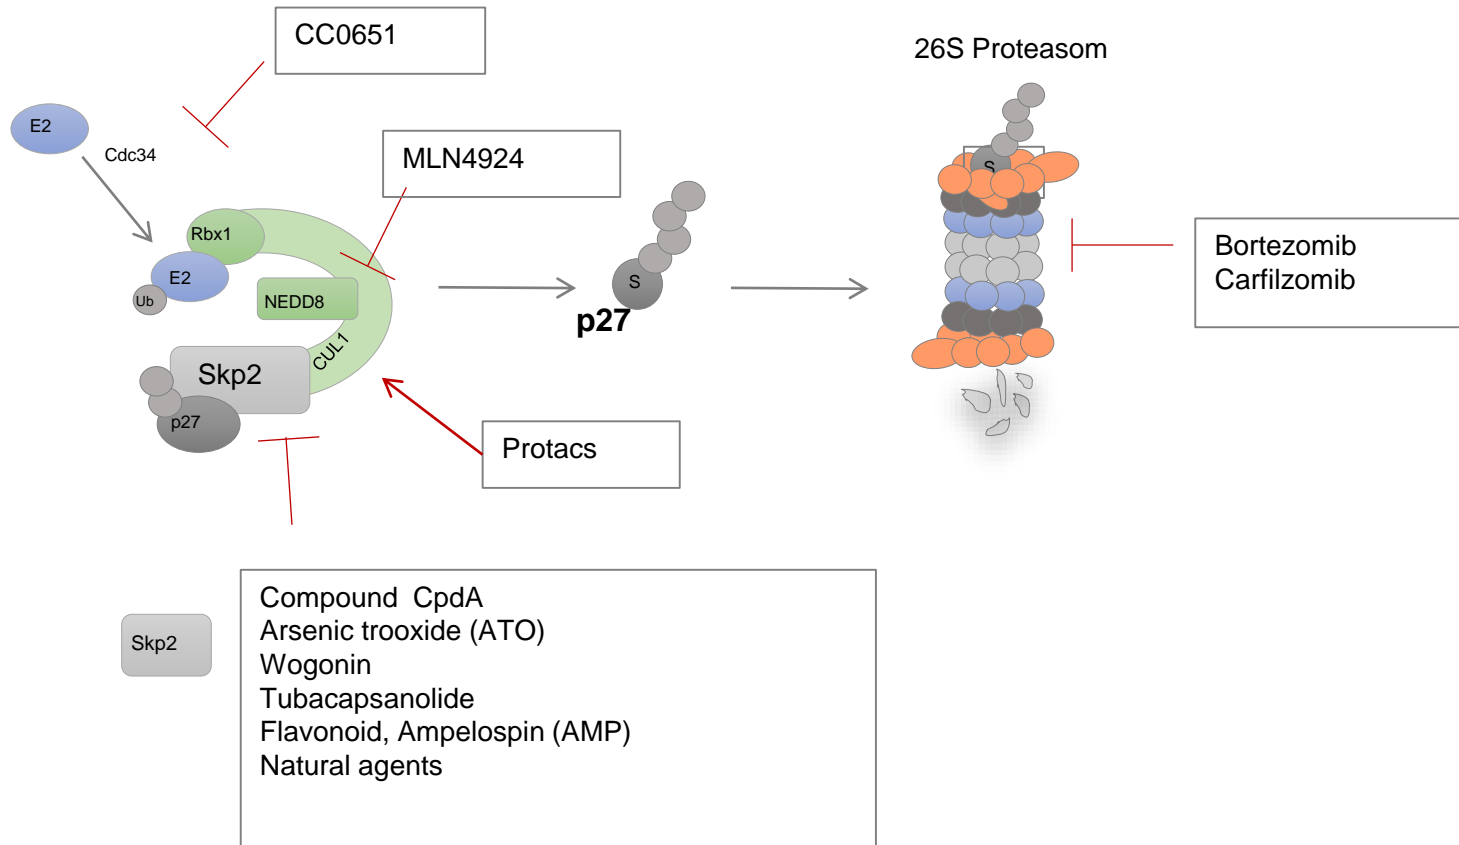 CC0651
26S Proteasom
E2
Cdc34
MLN4924
S
Rbx1
E2
Ub
NEDD8
S
p27
CUL1
Skp2
p27
Bortezomib
Carfilzomib
Protacs
Skp2
Compound CpdA
Arsenic trooxide (ATO)
Wogonin
Tubacapsanolide
Flavonoid, Ampelospin (AMP)
Natural agents